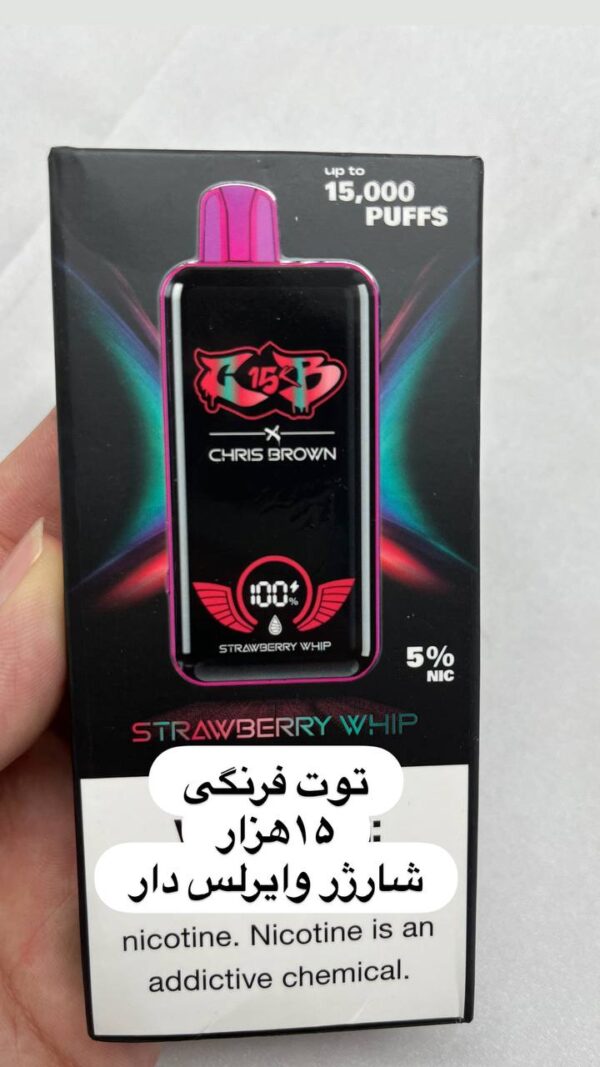 up to
15,000
PUFFS
C15KB
X
CHRIS BROWN
100%
STRAWBERRY WHIP
5%
NIC
STRAWBERRY WHIP
توت فرنگی
۱۵هزار
شارژر وایرلس دار
nicotine. Nicotine is an
addictive chemical.